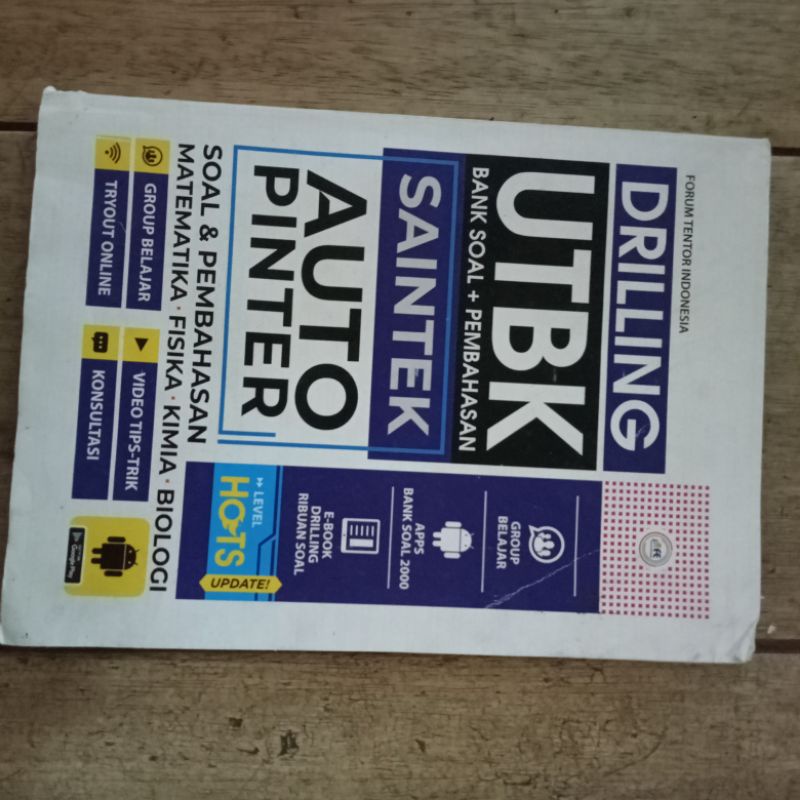 FORUM TENTOR INDONESIA
DRILLING
UTBK
BANK SOAL + PEMBAHASAN
SAINTEK
AUTO
PINTER
GROUP
BELAJAR
APPS
BANK SOAL 2000
E-BOOK
DRILLING
RIBUAN SOAL
LEVEL
HOTS
UPDATE!
SOAL & PEMBAHASAN
MATEMATIKA · FISIKA · KIMIA · BIOLOGI
GROUP BELAJAR
VIDEO TIPS-TRIK
TRYOUT ONLINE
KONSULTASI
Google Play